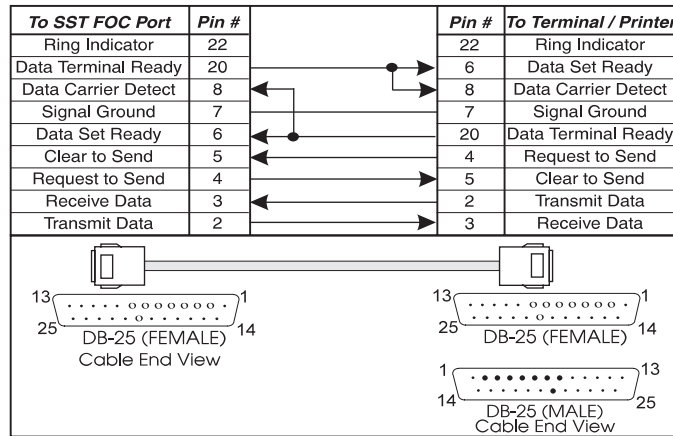 To SST FOC Port Pin # Pin # To Terminal / Printer
Ring Indicator 22 22 Ring Indicator
Data Terminal Ready 20 6 Data Set Ready
Data Carrier Detect 8 8 Data Carrier Detect
Signal Ground 7 7 Signal Ground
Data Set Ready 6 20 Data Terminal Ready
Clear to Send 5 4 Request to Send
Request to Send 4 5 Clear to Send
Receive Data 3 2 Transmit Data
Transmit Data 2 3 Receive Data
13 1
25 14
DB-25 (FEMALE)
Cable End View
13 1
25 14
DB-25 (FEMALE)
1 13
14 25
DB-25 (MALE)
Cable End View